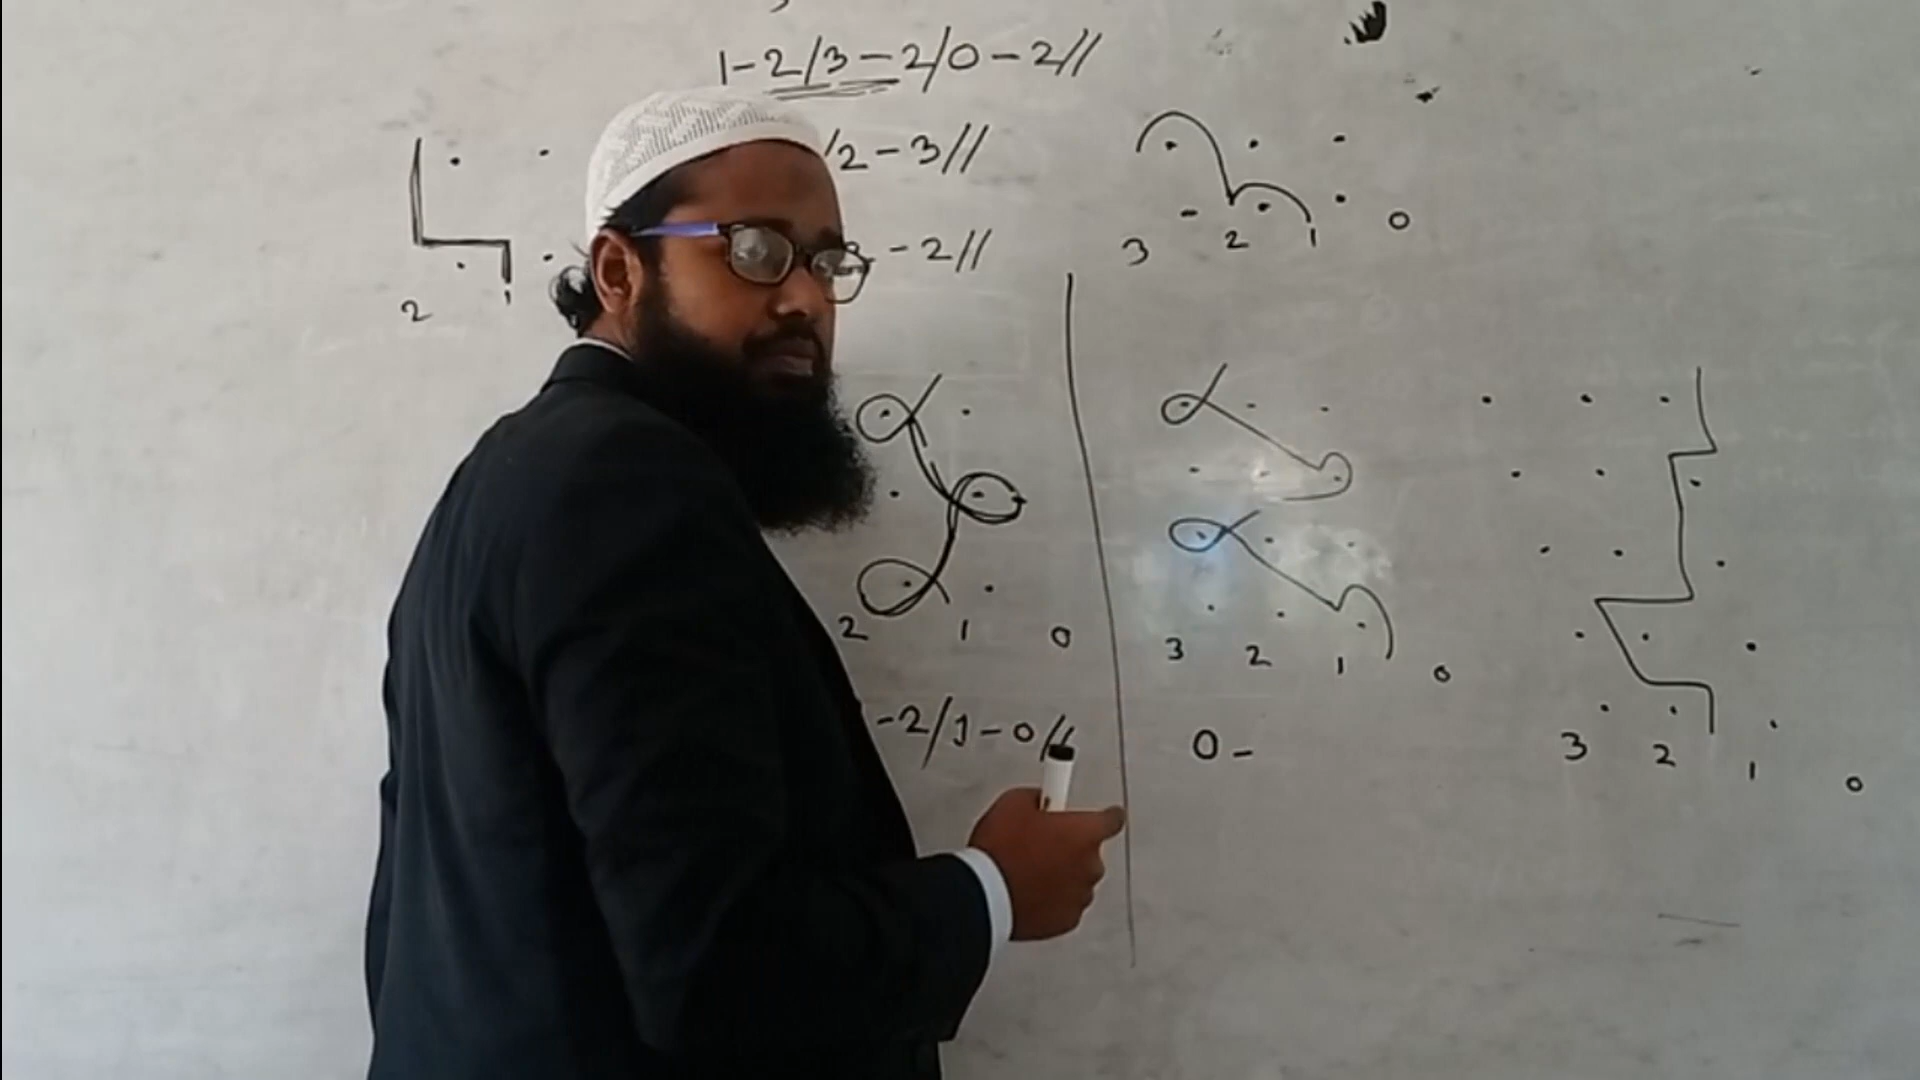 1-2/3-2/0-2//
/2-3//
-2//
3 2 1 0
2 1
2 1 0
3 2 1 0
-2/1-0//
0-
3 2 1 0